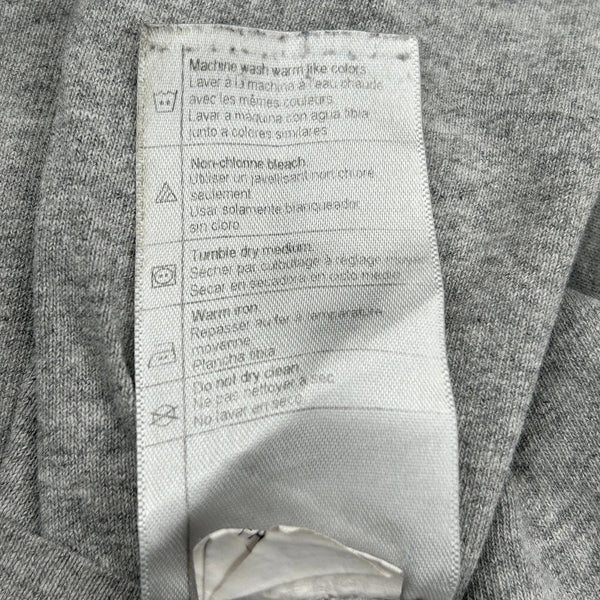 Machine wash warm like colors.
Laver à la machina à l'eau chaude
avec les mêmes couleurs
Lavar a maquina con agua tibia
junto a colores similares
Non-chlorine bleach.
Utiliser un javellisant non chloré
seulement.
Usar solamente blanqueador
sin cloro.
Tumble dry medium.
Sécher par culbutage à réglage moyen
Secar en secadora en ciclo medio
Warm iron.
Repasser au fer à température
moyenne.
Plancha tibia.
Do not dry clean.
Ne pas nettoyer à sec
No lavar en seco